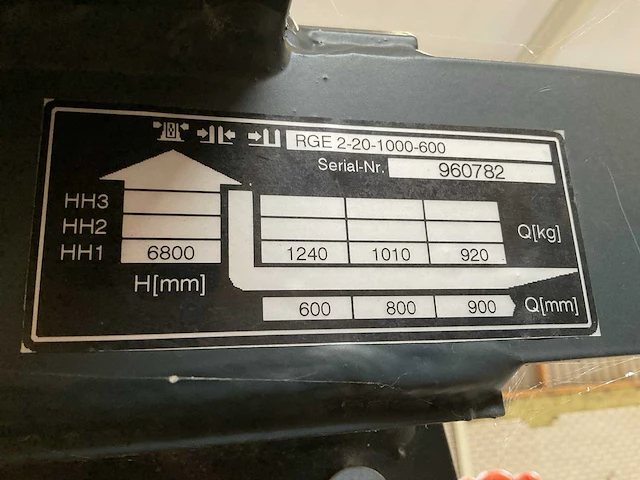 RGE 2-20-1000-600
Serial-Nr. 960782
HH3
HH2 Q[kg]
HH1 6800 1240 1010 920
H[mm]
600 800 900 Q[mm]